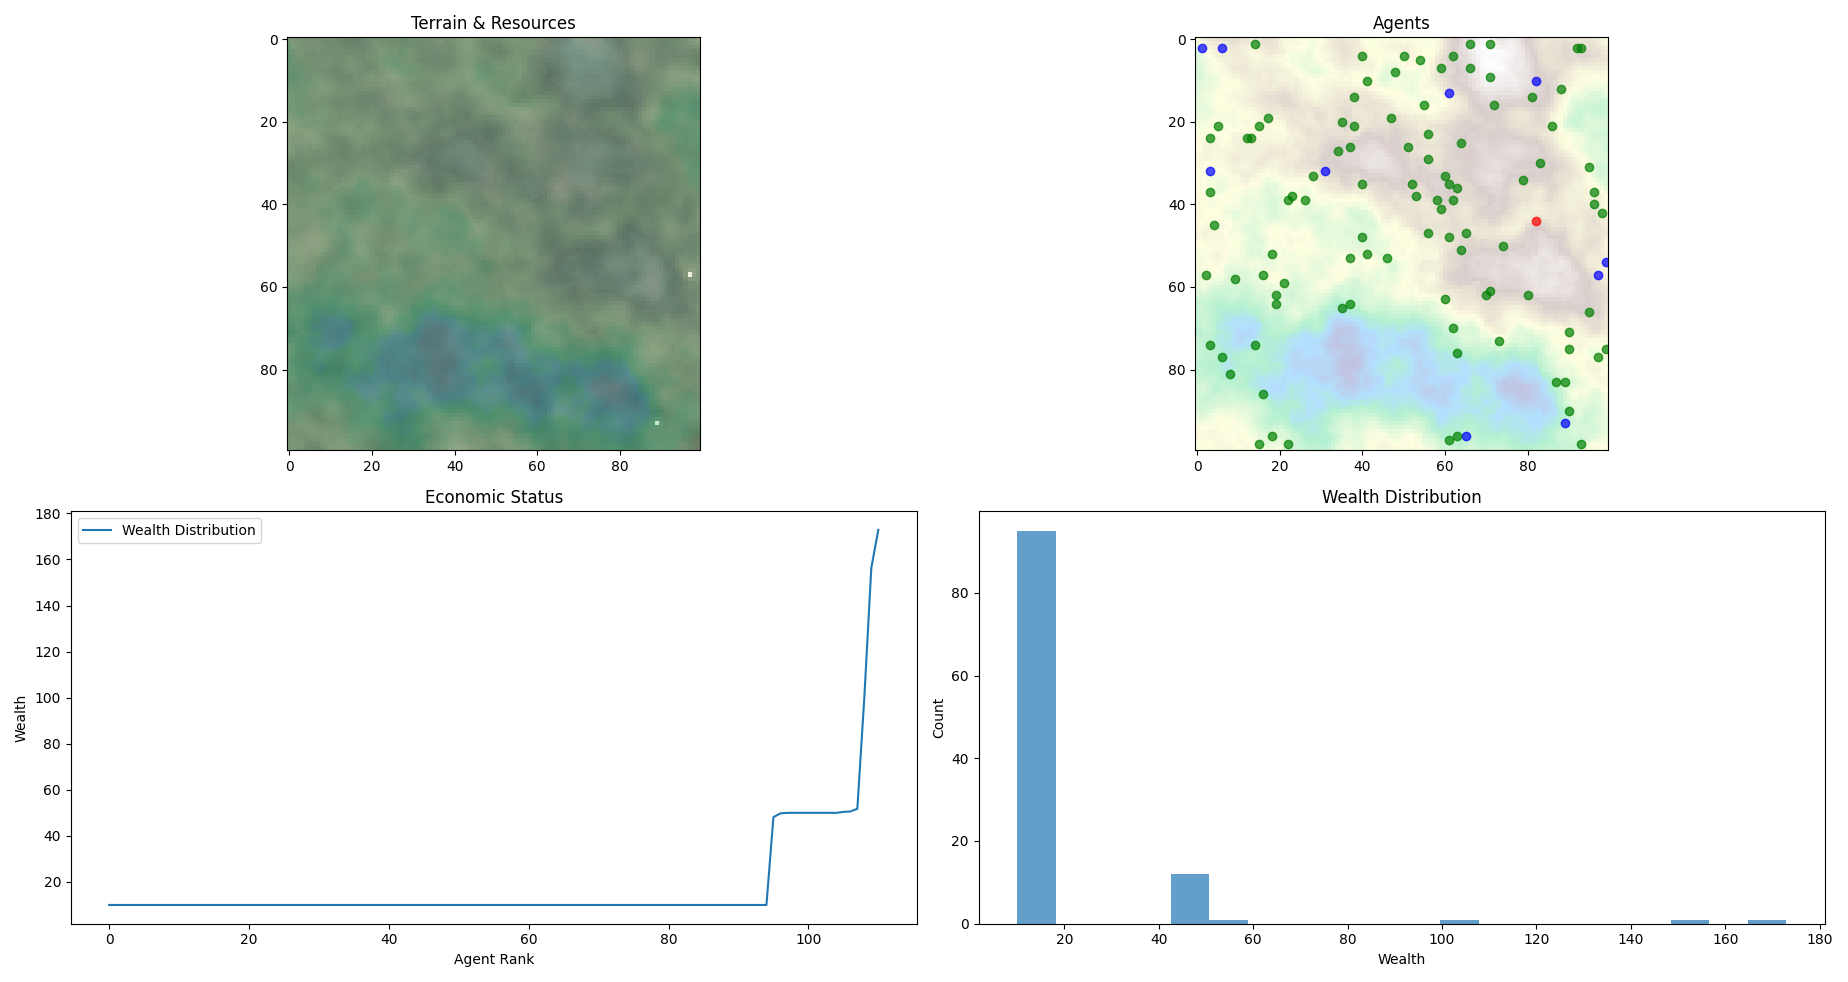 Terrain & Resources
0
20
40
60
80
0 20 40 60 80
Agents
0
20
40
60
80
0 20 40 60 80
Economic Status
Wealth Distribution
180
160
140
120
100
80
60
40
20
Wealth
0 20 40 60 80 100
Agent Rank
Wealth Distribution
80
60
40
20
0
Count
20 40 60 80 100 120 140 160 180
Wealth